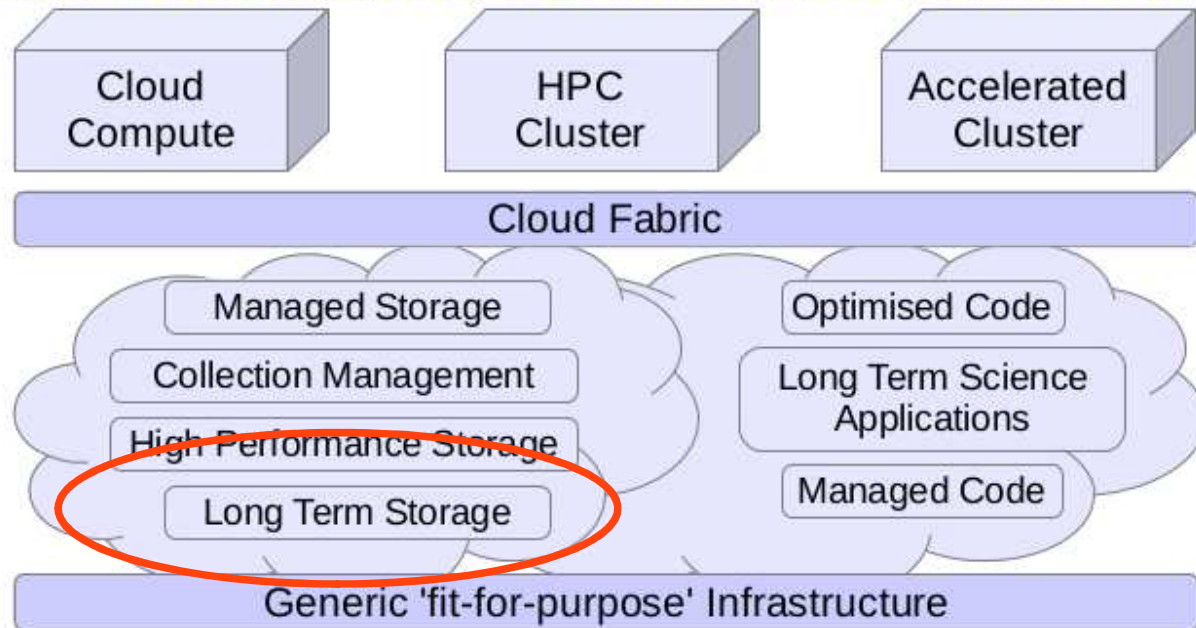 Cloud
Compute
HPC
Cluster
Accelerated
Cluster
Cloud Fabric
Managed Storage
Collection Management
High Performance Storage
Long Term Storage
Optimised Code
Long Term Science
Applications
Managed Code
Generic 'fit-for-purpose' Infrastructure